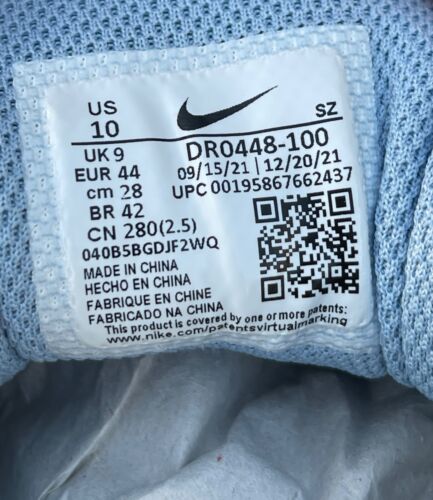 US
10
SZ
UK 9
EUR 44
cm 28
BR 42
CN 280(2.5)
DR0448-100
09/15/21 | 12/20/21
UPC 00195867662437
040B5BGDJF2WQ
MADE IN CHINA
HECHO EN CHINA
FABRIQUE EN CHINE
FABRICADO NA CHINA
This product is covered by one or more patents:
www.nike.com/patentsvirtualmarking